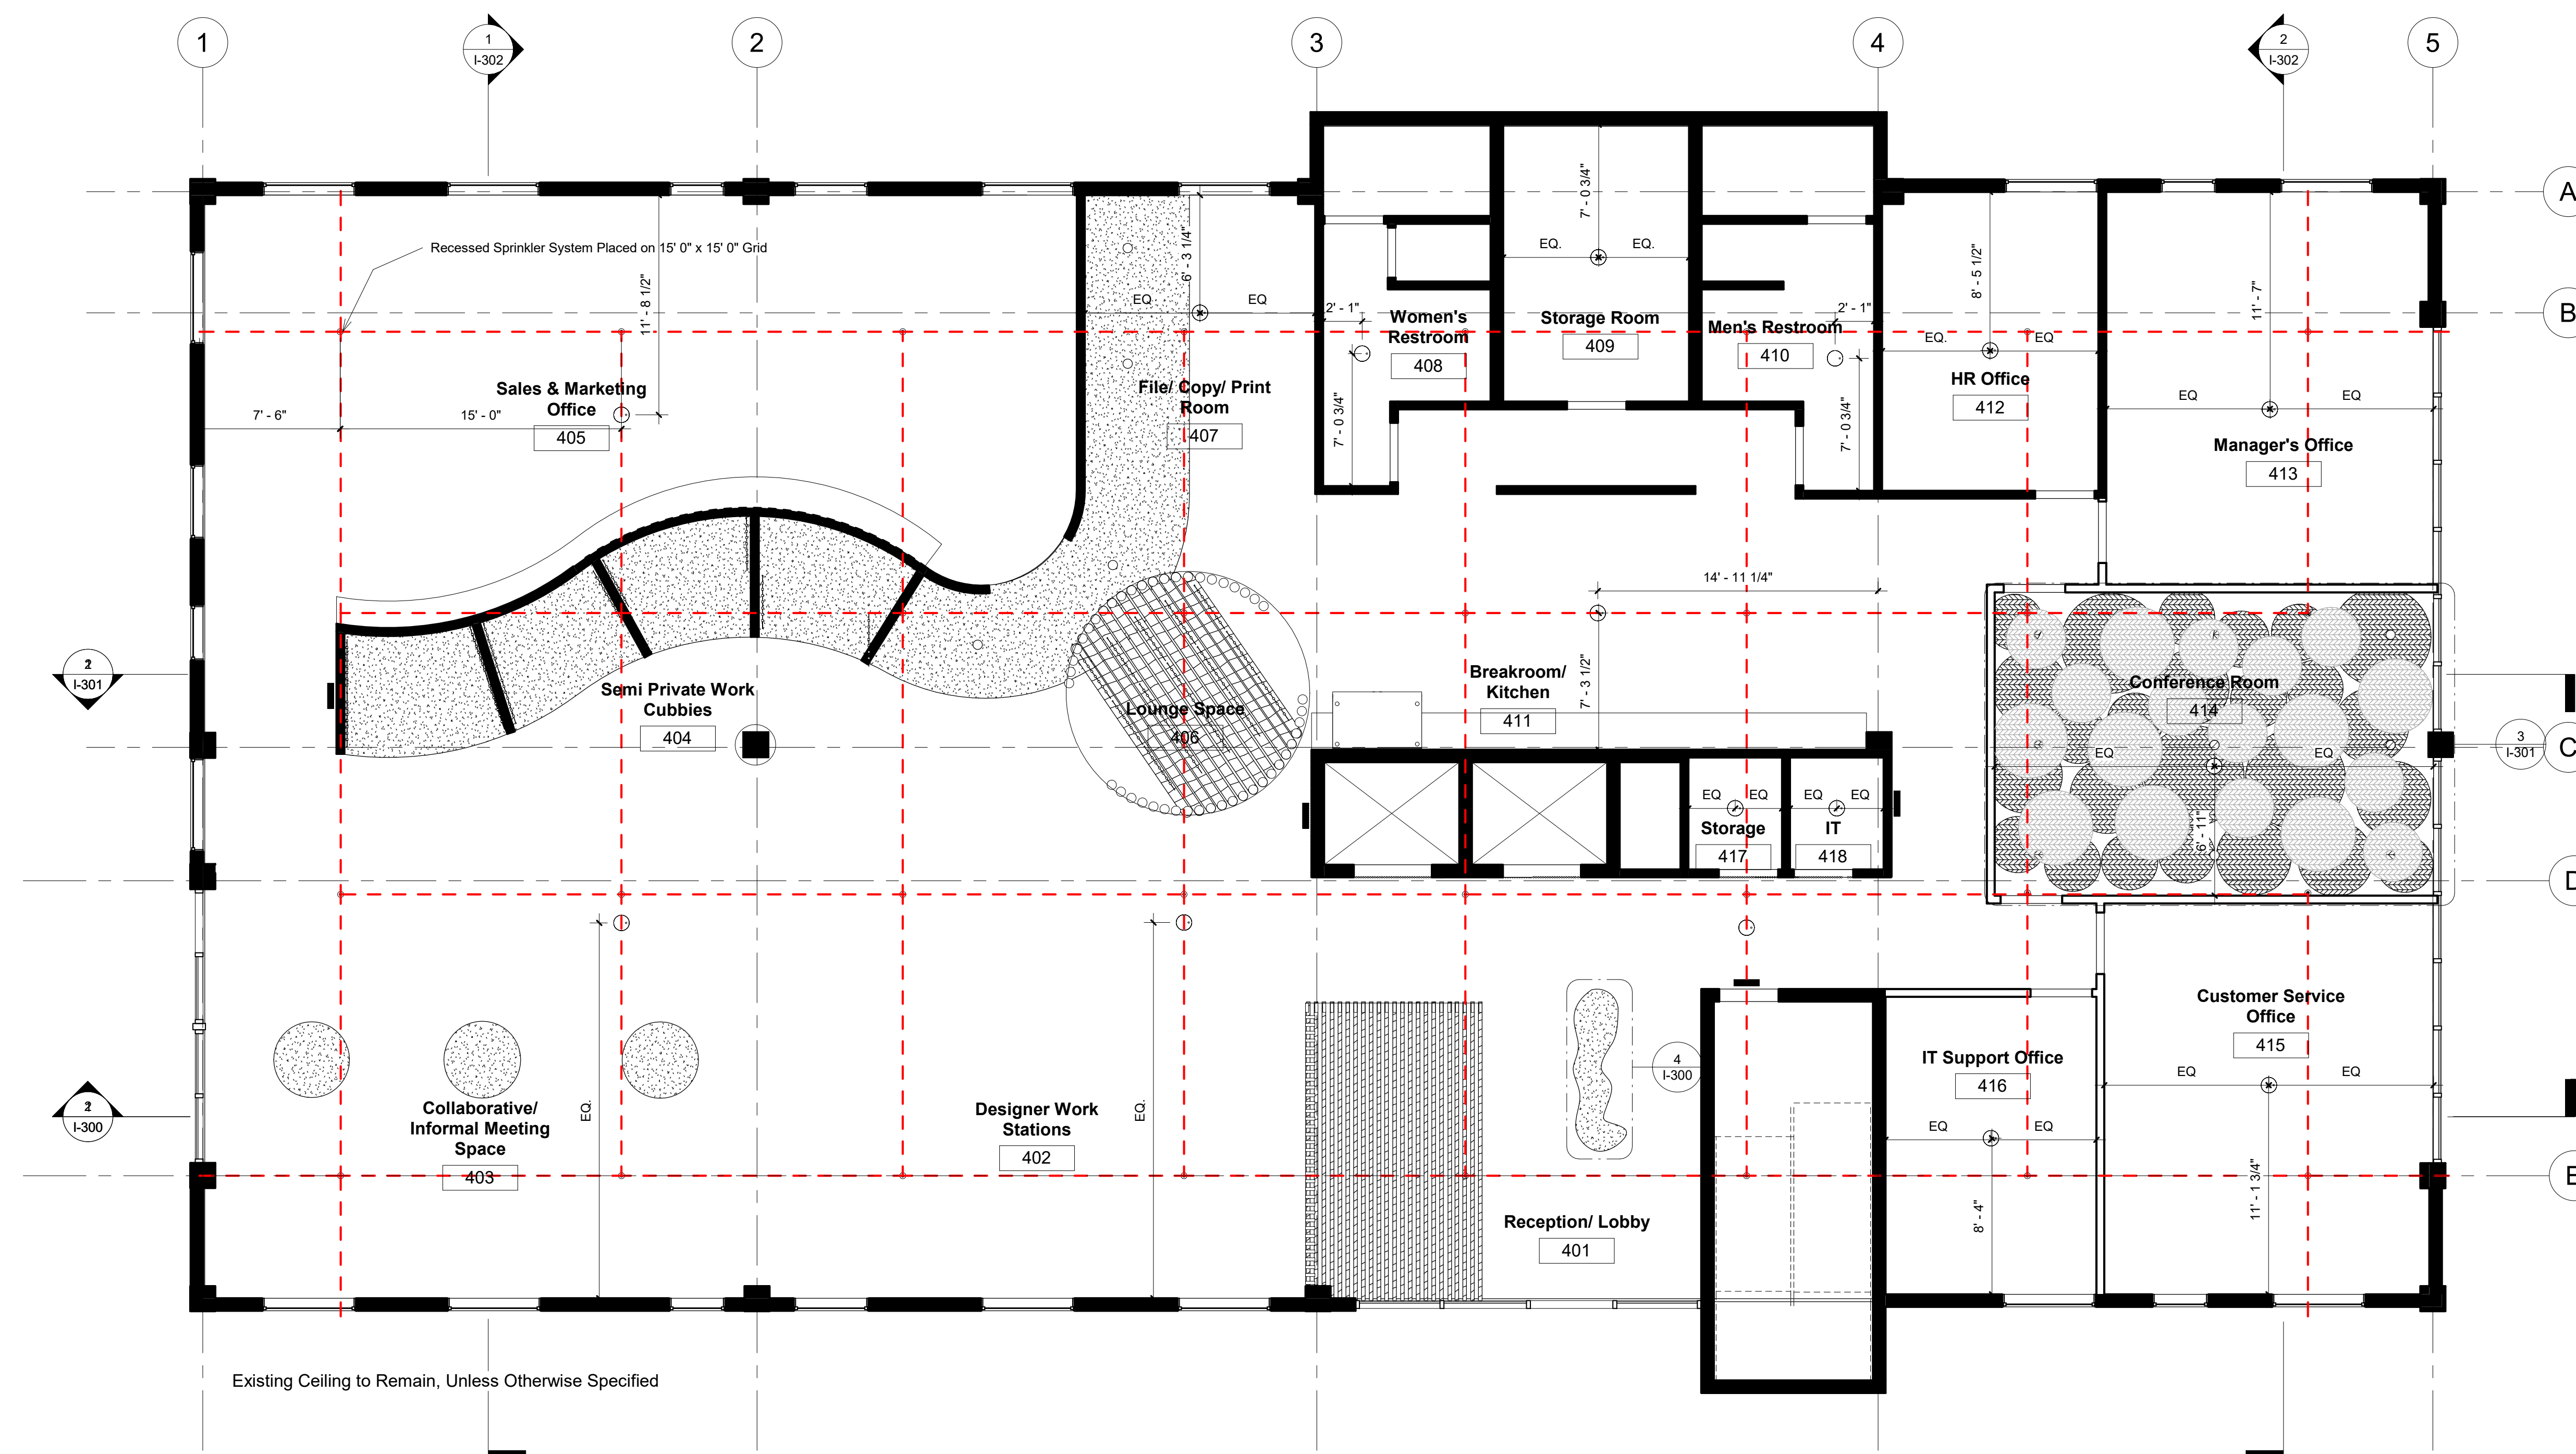 1
1
I-302
2
3
4
2
I-302
5
A
B
Recessed Sprinkler System Placed on 15' 0" x 15' 0" Grid
11' - 8 1/2"
6' - 3 1/4"
EQ
EQ
7' - 0 3/4"
EQ.
EQ.
2' - 1"
2' - 1"
8' - 5 1/2"
11' - 7"
Women's
Restroom
408
Storage Room
409
Men's Restroom
410
EQ.
EQ
HR Office
412
EQ
EQ
Sales & Marketing
Office
405
7' - 6"
15' - 0"
File/ Copy/ Print
Room
407
7' - 0 3/4"
7' - 0 3/4"
Manager's Office
413
14' - 11 1/4"
I-301
Semi Private Work
Cubbies
404
Lounge Space
406
Breakroom/
Kitchen
411
7' - 3 1/2"
Conference Room
414
EQ
EQ
6' - 11"
3
I-301
C
EQ
EQ
EQ
EQ
Storage
417
IT
418
D
I-300
Collaborative/
Informal Meeting
Space
403
EQ.
Designer Work
Stations
402
EQ.
4
I-300
Reception/ Lobby
401
IT Support Office
416
EQ
EQ
8' - 4"
Customer Service
Office
415
EQ
EQ
11' - 1 3/4"
E
Existing Ceiling to Remain, Unless Otherwise Specified